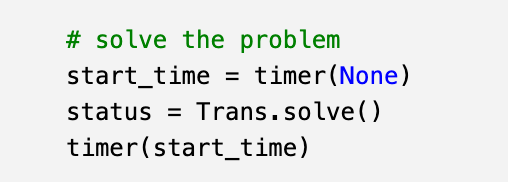 # solve the problem
start_time = timer(None)
status = Trans.solve()
timer(start_time)